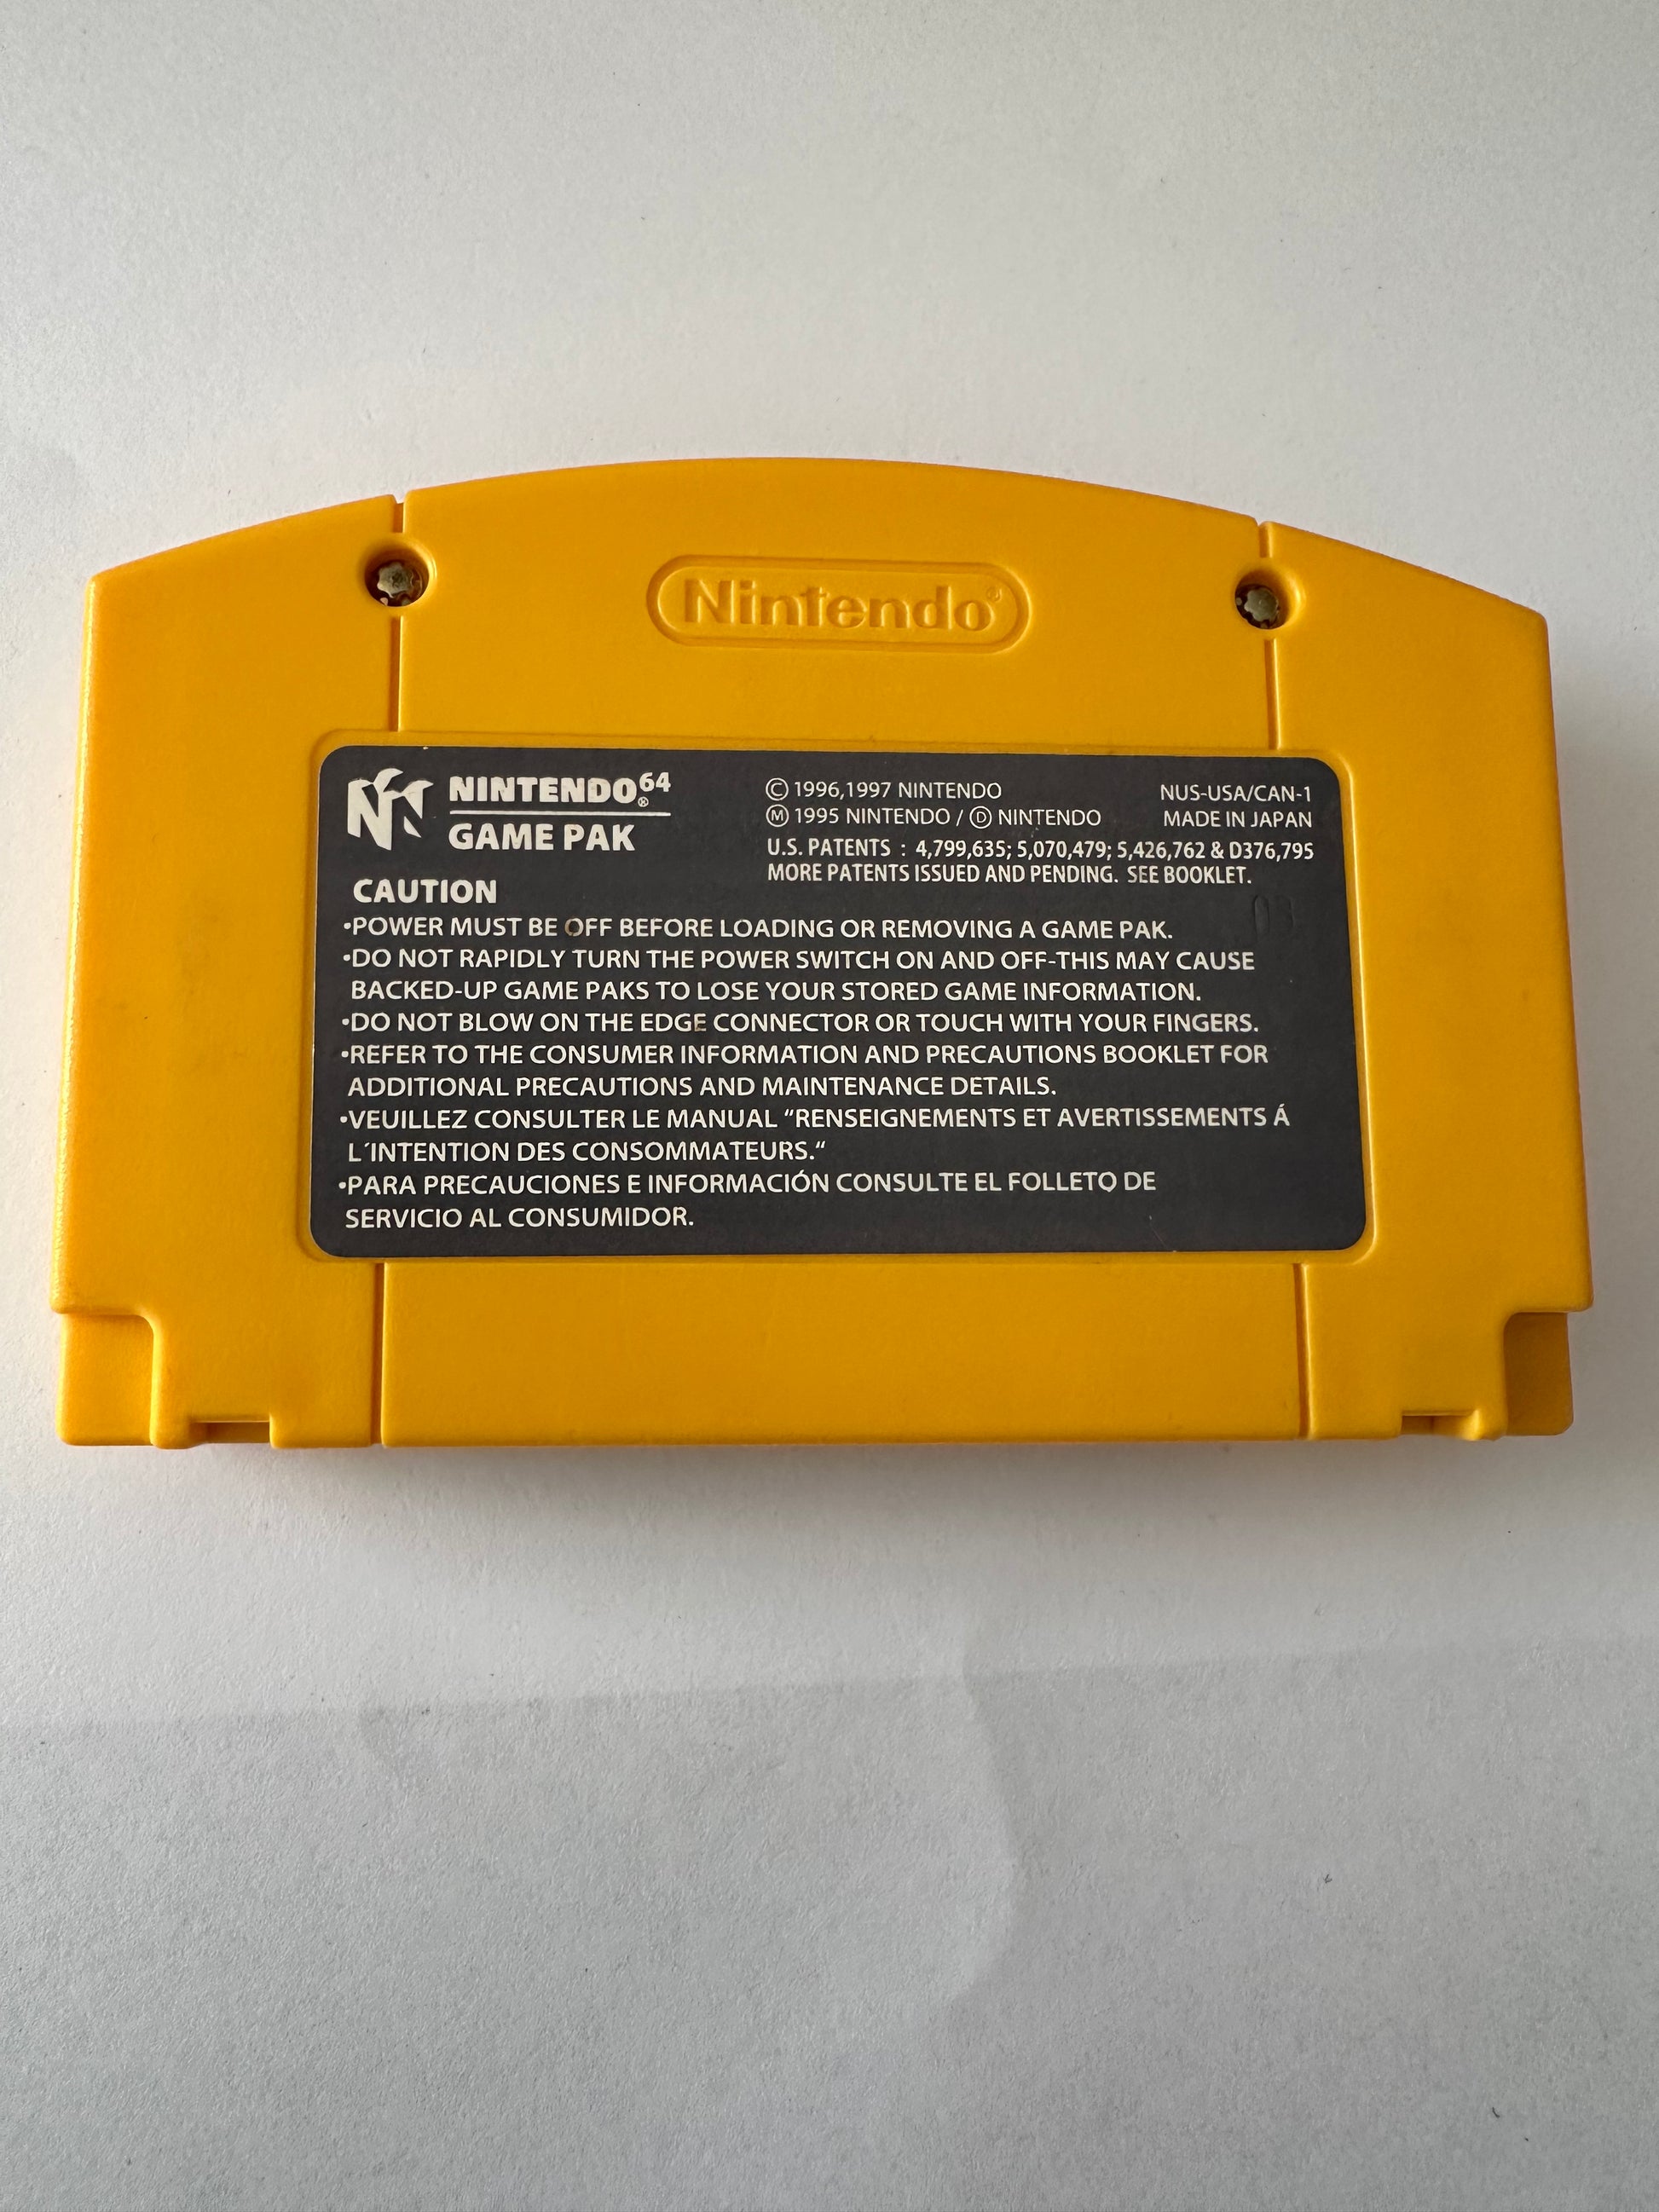 Nintendo®
NINTENDO64®
GAME PAK
Ⓒ 1996,1997 NINTENDO
Ⓜ 1995 NINTENDO / Ⓓ NINTENDO
NUS-USA/CAN-1
MADE IN JAPAN
U.S. PATENTS : 4,799,635; 5,070,479; 5,426,762 & D376,795
MORE PATENTS ISSUED AND PENDING. SEE BOOKLET.
03
CAUTION
•POWER MUST BE OFF BEFORE LOADING OR REMOVING A GAME PAK.
•DO NOT RAPIDLY TURN THE POWER SWITCH ON AND OFF-THIS MAY CAUSE
BACKED-UP GAME PAKS TO LOSE YOUR STORED GAME INFORMATION.
•DO NOT BLOW ON THE EDGE CONNECTOR OR TOUCH WITH YOUR FINGERS.
•REFER TO THE CONSUMER INFORMATION AND PRECAUTIONS BOOKLET FOR
ADDITIONAL PRECAUTIONS AND MAINTENANCE DETAILS.
•VEUILLEZ CONSULTER LE MANUAL “RENSEIGNEMENTS ET AVERTISSEMENTS Á
L´INTENTION DES CONSOMMATEURS.“
•PARA PRECAUCIONES E INFORMACIÓN CONSULTE EL FOLLETO DE
SERVICIO AL CONSUMIDOR.